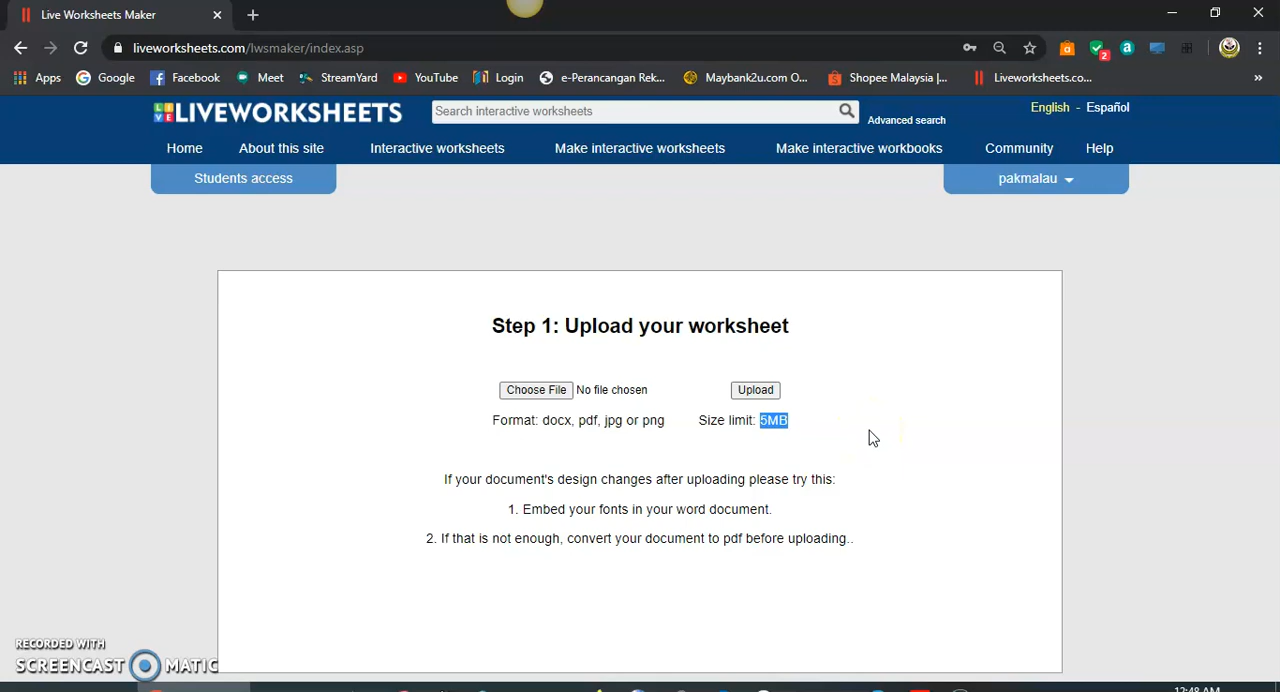 Live Worksheets Maker
liveworksheets.com/lwsmaker/index.asp
2
Apps Google Facebook Meet StreamYard YouTube Login e-Perancangan Rek... Maybank2u.com O... Shopee Malaysia |... Liveworksheets.co... »
LIVEWORKSHEETS
Search interactive worksheets
Advanced search
English - Español
Home About this site Interactive worksheets Make interactive worksheets Make interactive workbooks Community Help
Students access pakmalau
Step 1: Upload your worksheet
Choose File No file chosen Upload
Format: docx, pdf, jpg or png Size limit: 5MB
If your document's design changes after uploading please try this:
1. Embed your fonts in your word document.
2. If that is not enough, convert your document to pdf before uploading..
RECORDED WITH
SCREENCAST MATIC
12:48 AM